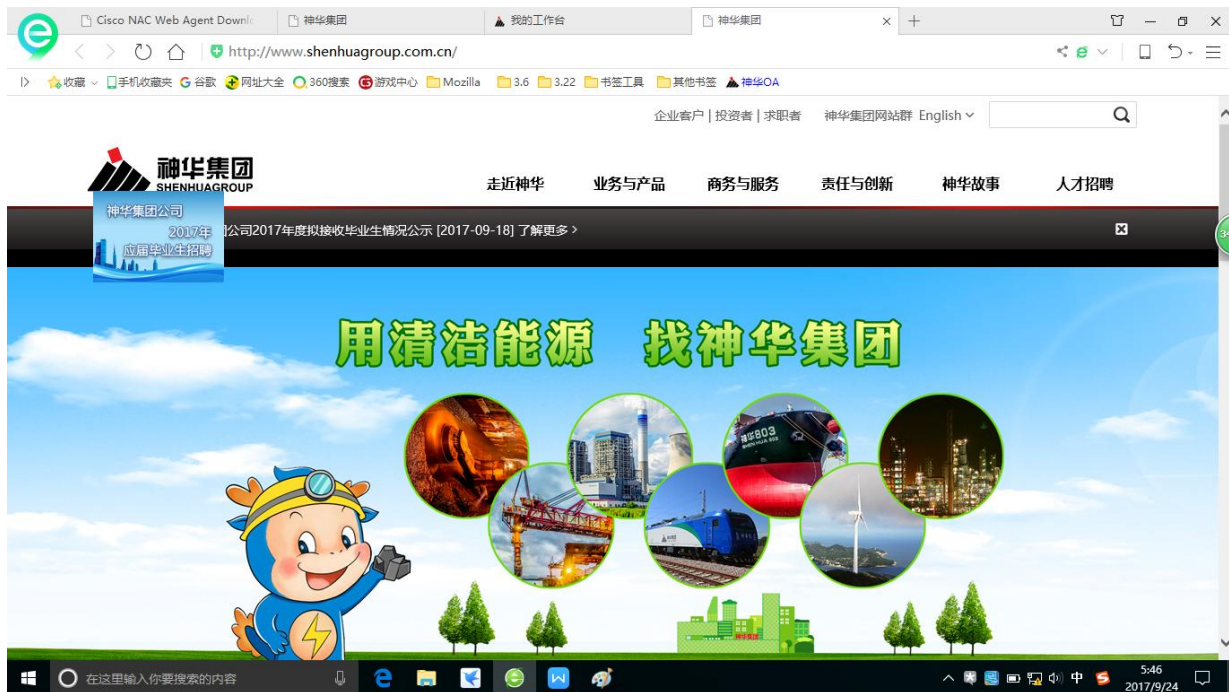 Cisco NAC Web Agent Downl
神华集团
我的工作台
神华集团
http://www.shenhuagroup.com.cn/
收藏
手机收藏夹
谷歌
网址大全
360搜索
游戏中心
Mozilla
3.6
3.22
书签工具
其他书签
神华OA
企业客户 | 投资者 | 求职者
神华集团网站群
English
神华集团
SHENHUAGROUP
走近神华
业务与产品
商务与服务
责任与创新
神华故事
人才招聘
神华集团公司
2017年
应届毕业生招聘
公司2017年度拟接收毕业生情况公示 [2017-09-18] 了解更多 >
34
用清洁能源 找神华集团
神华803
SHEN HUA 803
神华集团
在这里输入你要搜索的内容
中
5:46
2017/9/24